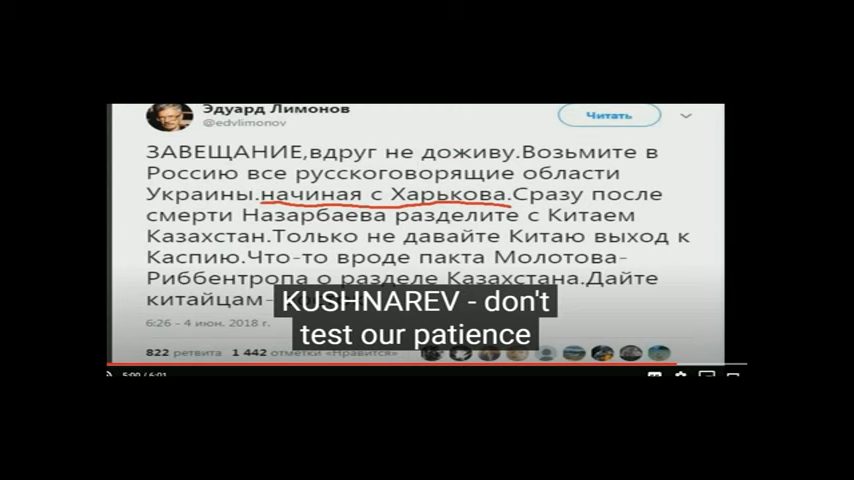 Эдуард Лимонов
@edvlimonov
Читать
ЗАВЕЩАНИЕ,вдруг не доживу.Возьмите в
Россию все русскоговорящие области
Украины.начиная с Харькова.Сразу после
смерти Назарбаева разделите с Китаем
Казахстан.Только не давайте Китаю выход к
Каспию.Что-то вроде пакта Молотова-
Риббентропа о разделе Казахстана.Дайте
китайцам-
KUSHNAREV - don't
test our patience
6:26 - 4 июн. 2018 г.
822 ретвита 1 442 отметки «Нравится»
5:00 / 6:01